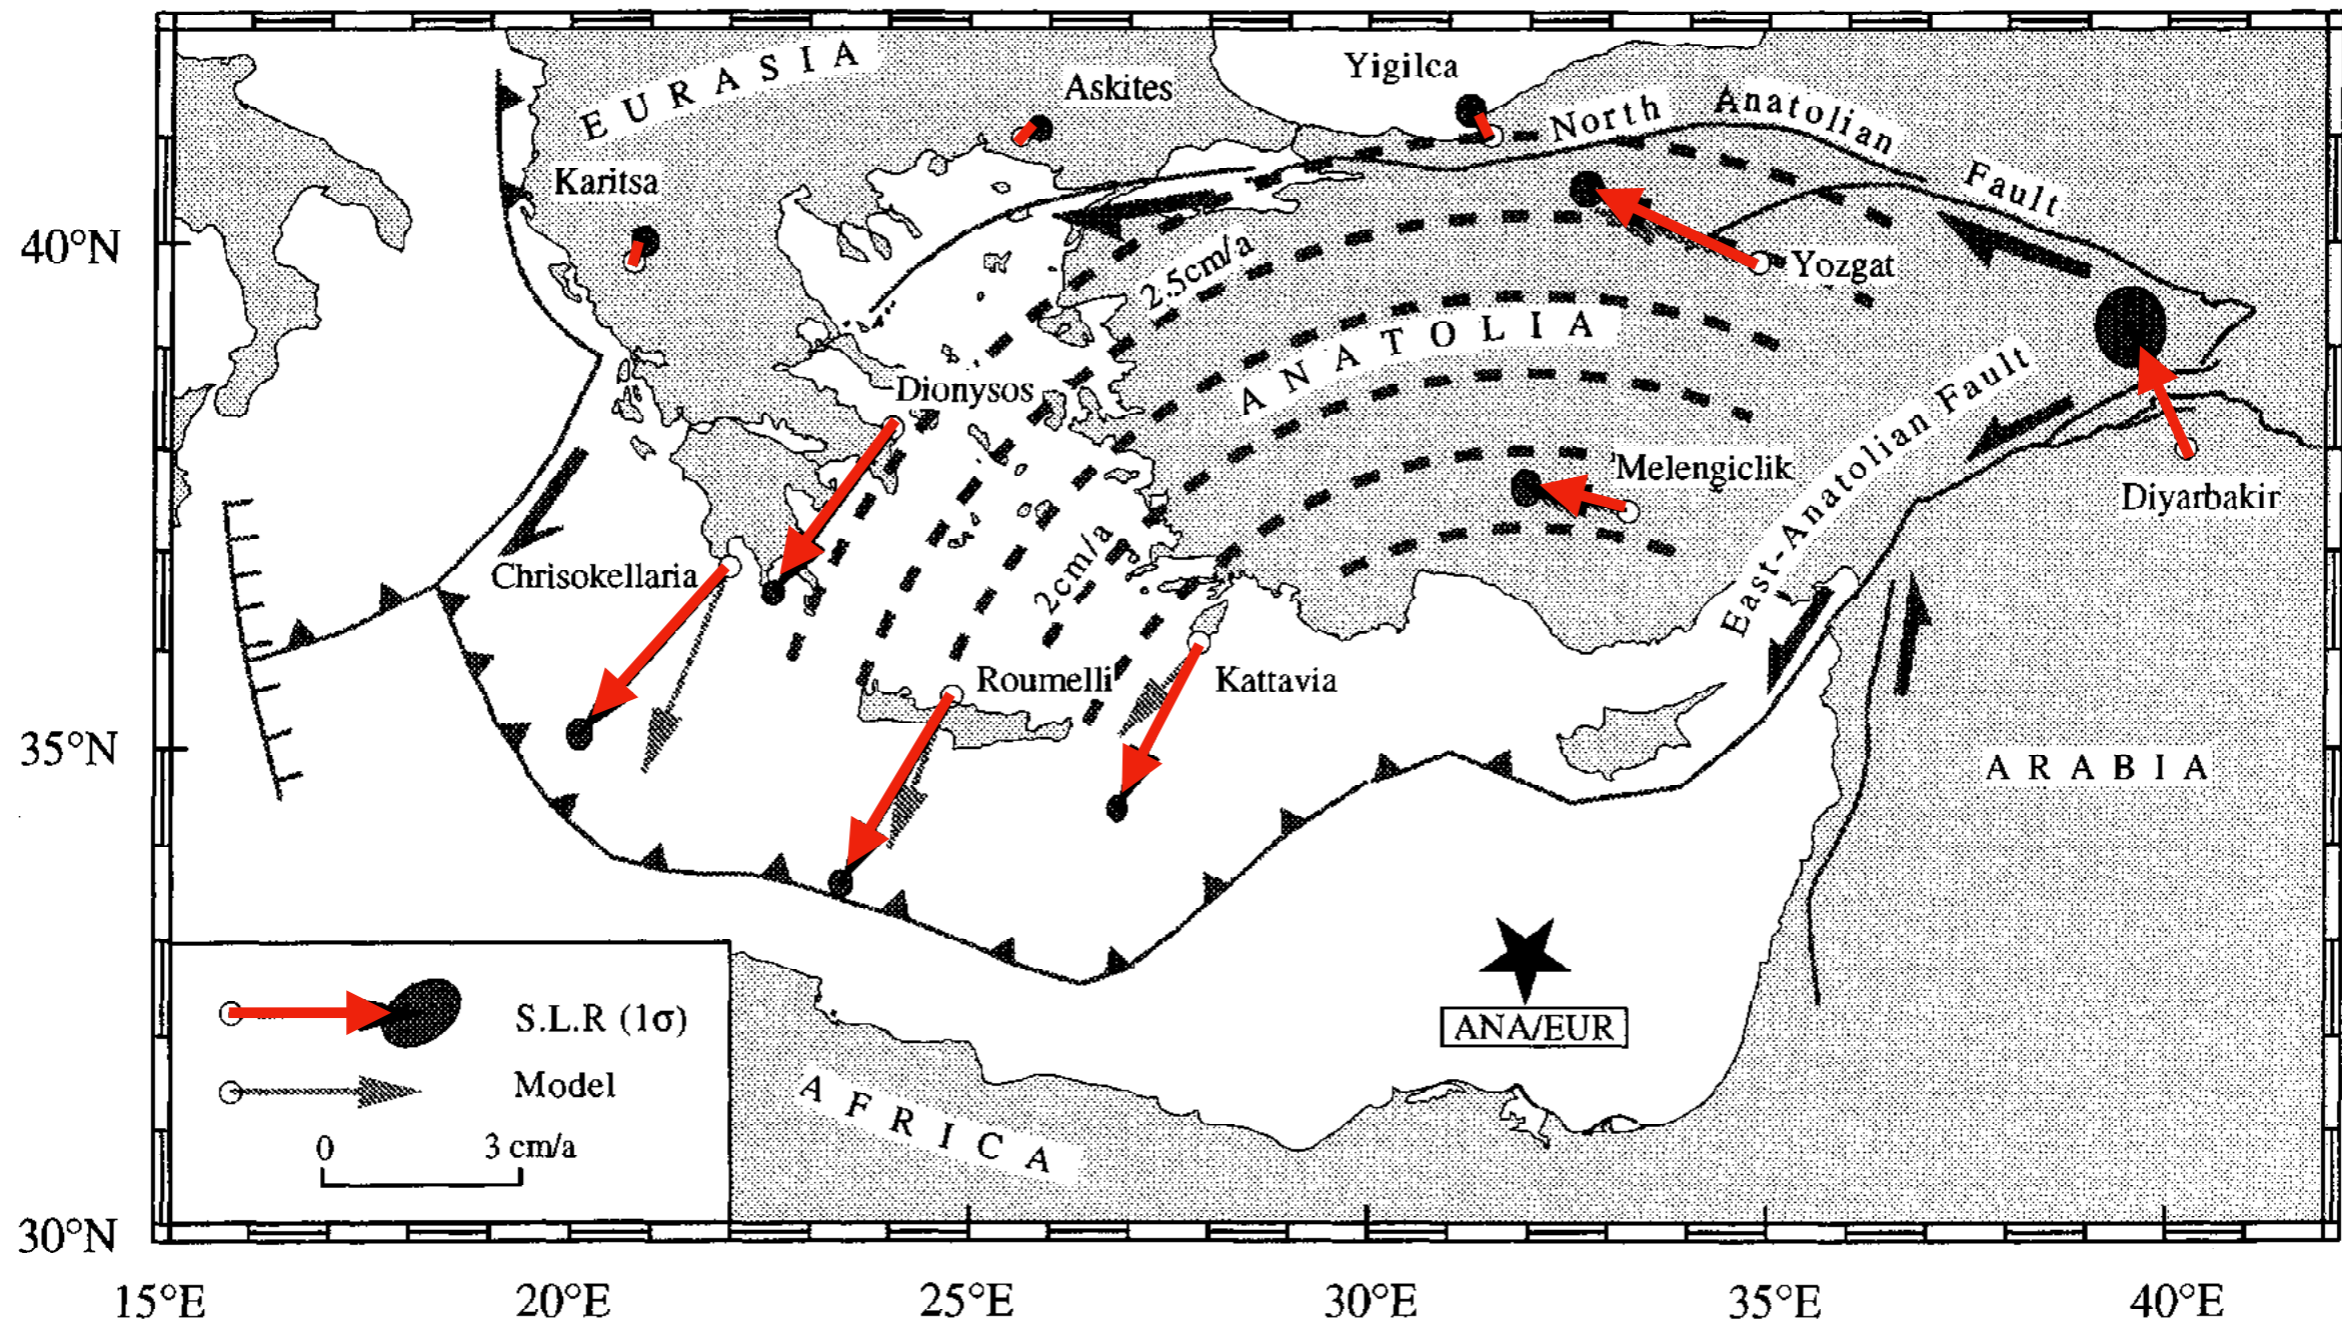 EURASIA
Askites
Yigilca
North Anatolian Fault
Karitsa
40°N
2.5cm/a
Yozgat
ANATOLIA
Dionysos
East-Anatolian Fault
Melengiclik
Diyarbakir
Chrisokellaria
2cm/a
Roumelli
Kattavia
35°N
ARABIA
S.L.R (1σ)
ANA/EUR
Model
0 3 cm/a
AFRICA
30°N
15°E 20°E 25°E 30°E 35°E 40°E